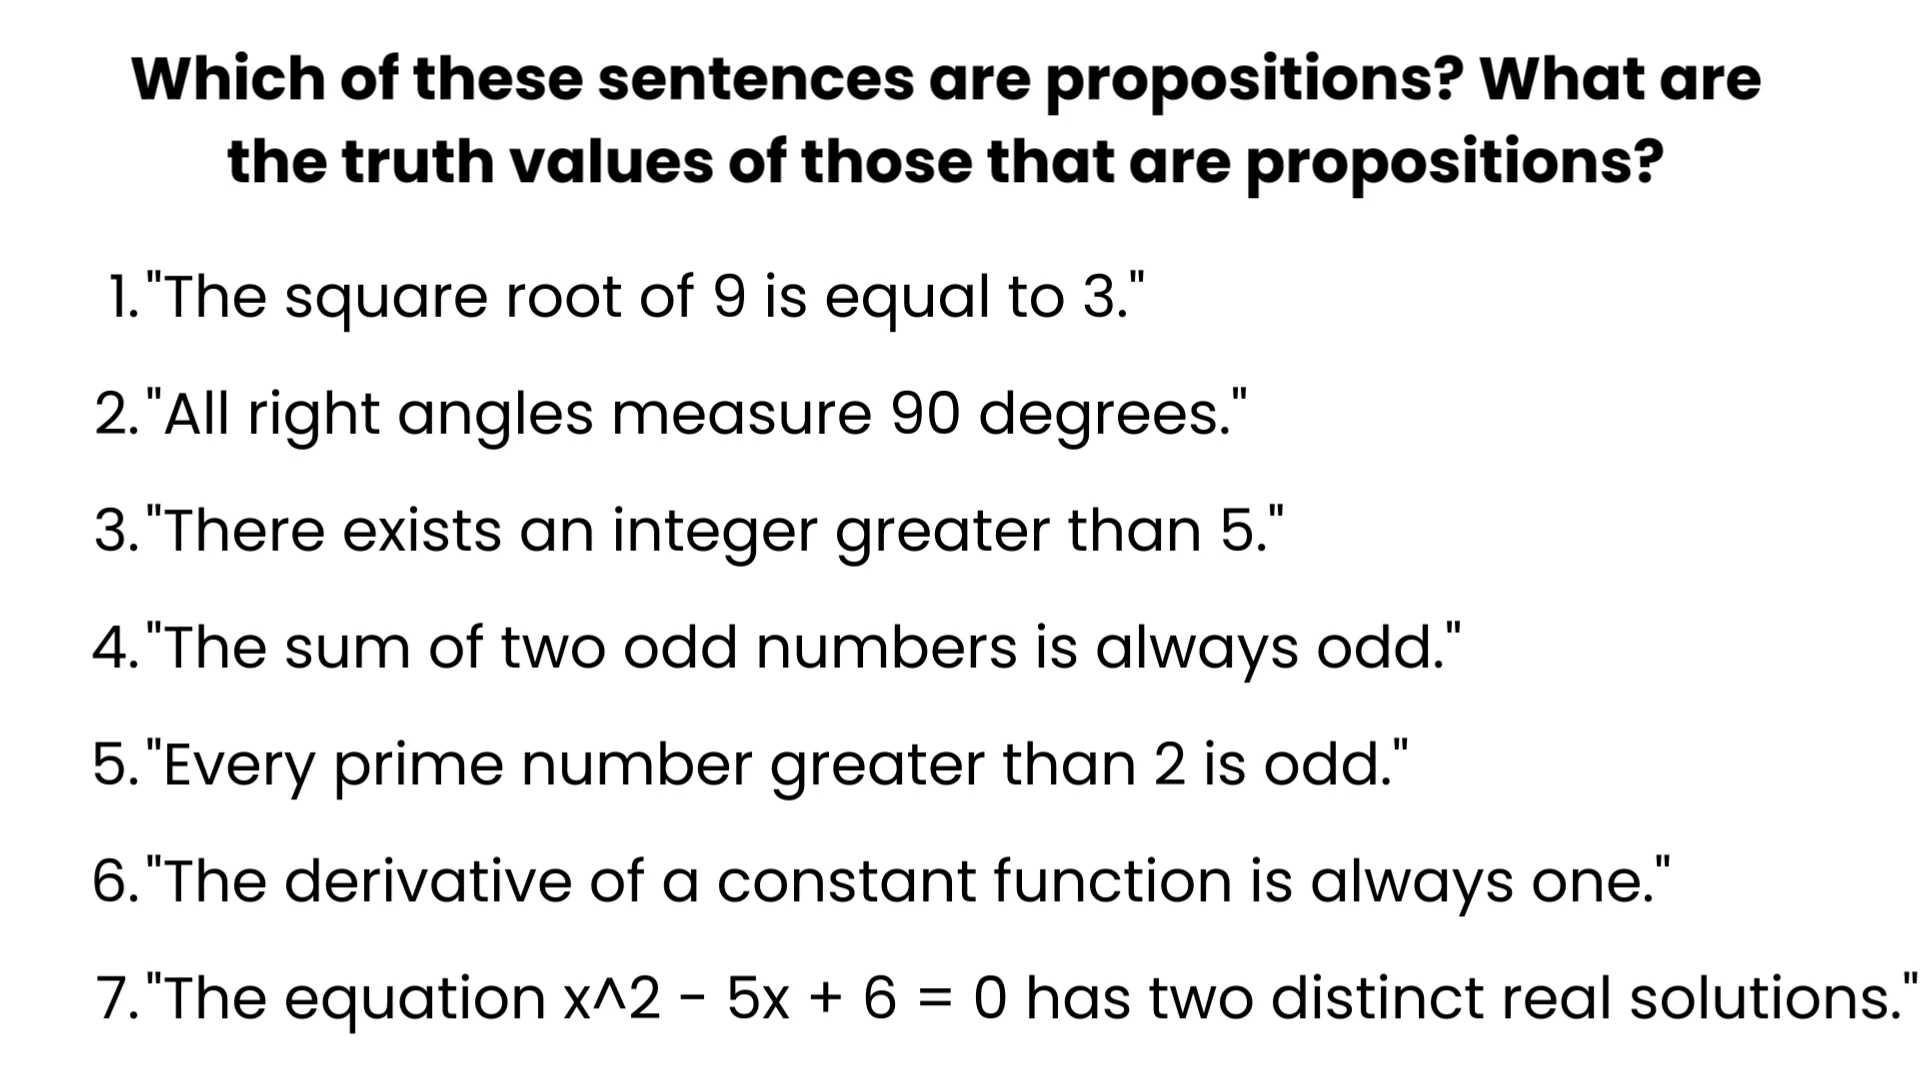 Which of these sentences are propositions? What are
the truth values of those that are propositions?
1. "The square root of 9 is equal to 3."
2. "All right angles measure 90 degrees."
3. "There exists an integer greater than 5."
4. "The sum of two odd numbers is always odd."
5. "Every prime number greater than 2 is odd."
6. "The derivative of a constant function is always one."
7. "The equation x^2 - 5x + 6 = 0 has two distinct real solutions."